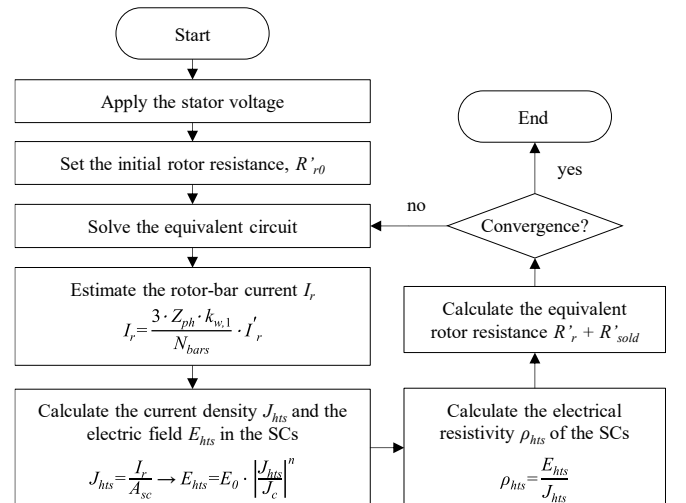 Start
Apply the stator voltage
Set the initial rotor resistance, R'r0
Solve the equivalent circuit
Estimate the rotor-bar current Ir
Ir = 3 · Zph · kw,1 / Nbars · I'r
Calculate the current density Jhts and the
electric field Ehts in the SCs
Jhts = Ir / Asc → Ehts = E0 · |Jhts / Jc|^n
Calculate the electrical
resistivity ρhts of the SCs
ρhts = Ehts / Jhts
Calculate the equivalent
rotor resistance R'r + R'sold
Convergence?
no
yes
End